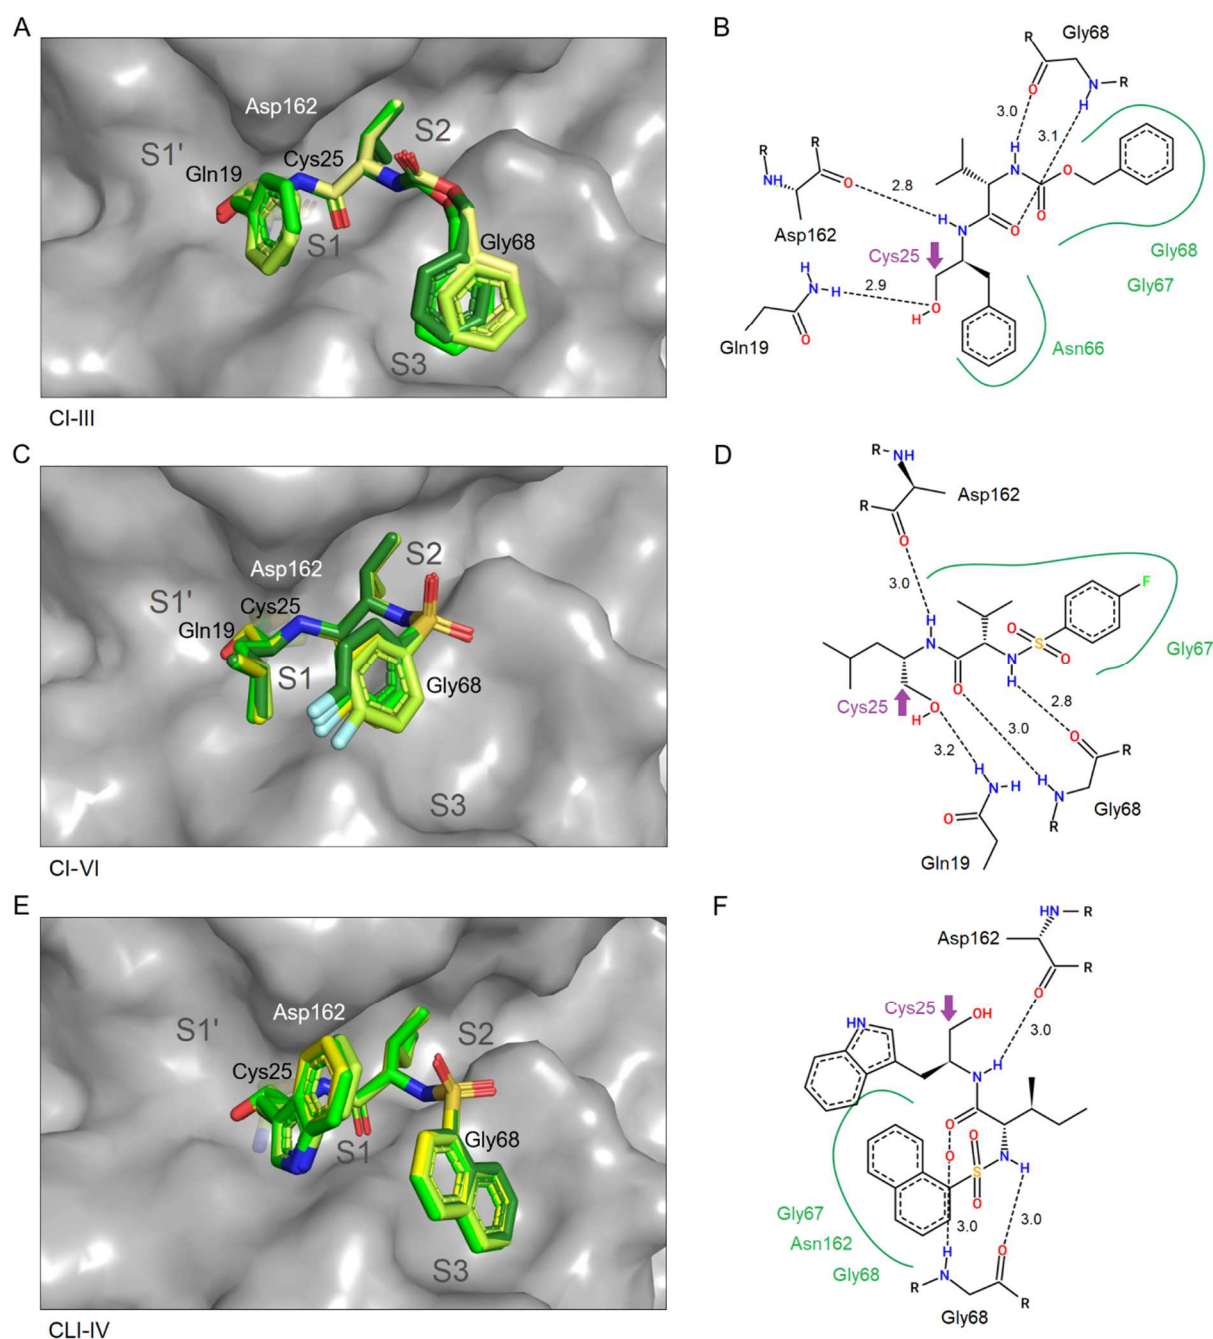 A
Asp162
S1'
Gln19
Cys25
S2
S1
Gly68
S3
CI-III
B
Gly68
R
O
N
R
H
3.0
3.1
H
N
O
O
O
R
R
NH
O
2.8
Asp162
H
N
Cys25
H
N
H
2.9
O
H
O
Gln19
Gly68
Gly67
Asn66
C
Asp162
S1'
Cys25
Gln19
S2
S1
Gly68
S3
CI-VI
D
R
NH
Asp162
R
O
3.0
H
N
O
S
O
N
H
F
Gly67
O
Cys25
H
O
3.2
3.0
2.8
O
R
H
N
R
Gly68
H
N
H
O
Gln19
E
Asp162
S1'
Cys25
S2
S1
Gly68
S3
CLI-IV
F
HN
R
Asp162
R
O
3.0
Cys25
OH
HN
H
N
O
O
O
S
O
N
H
3.0
3.0
Gly67
Asn162
Gly68
H
N
R
O
R
Gly68